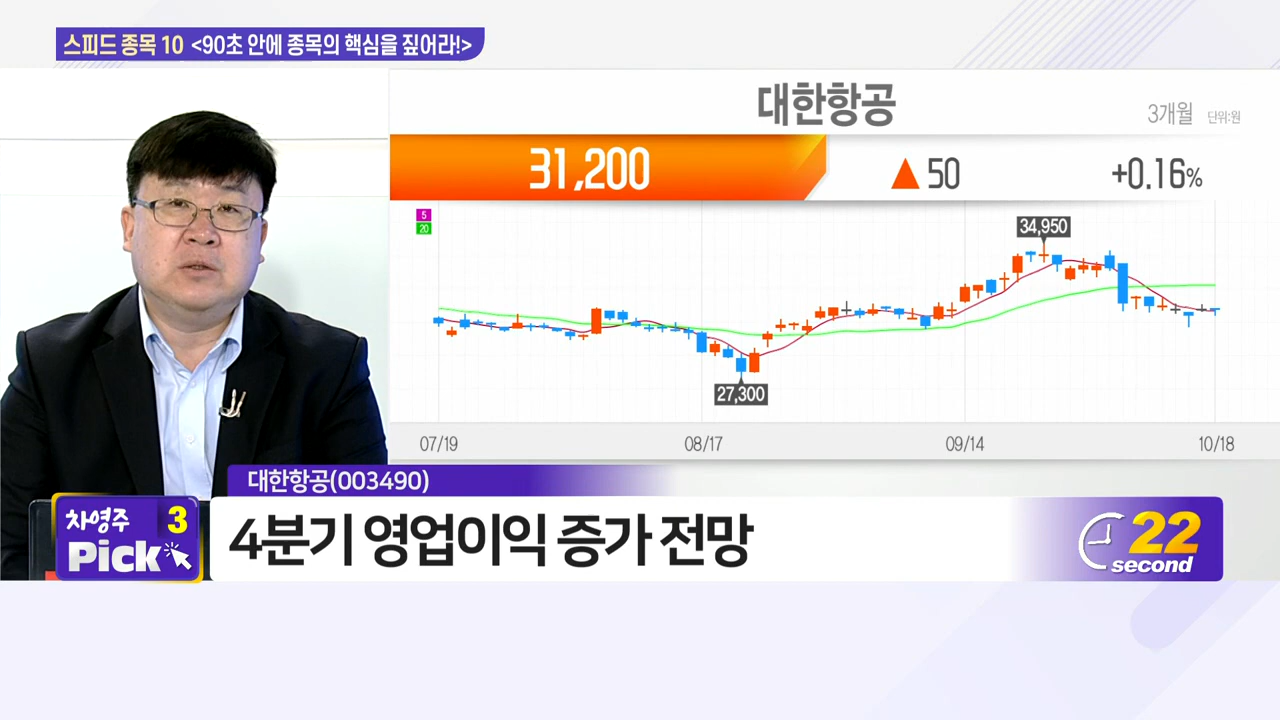 스피드 종목 10 <90초 안에 종목의 핵심을 짚어라!>
대한항공
3개월 단위:원
31,200 ▲50 +0.16%
5
20
34,950
27,300
07/19 08/17 09/14 10/18
대한항공(003490)
차영주 3
Pick
4분기 영업이익 증가 전망
22
second